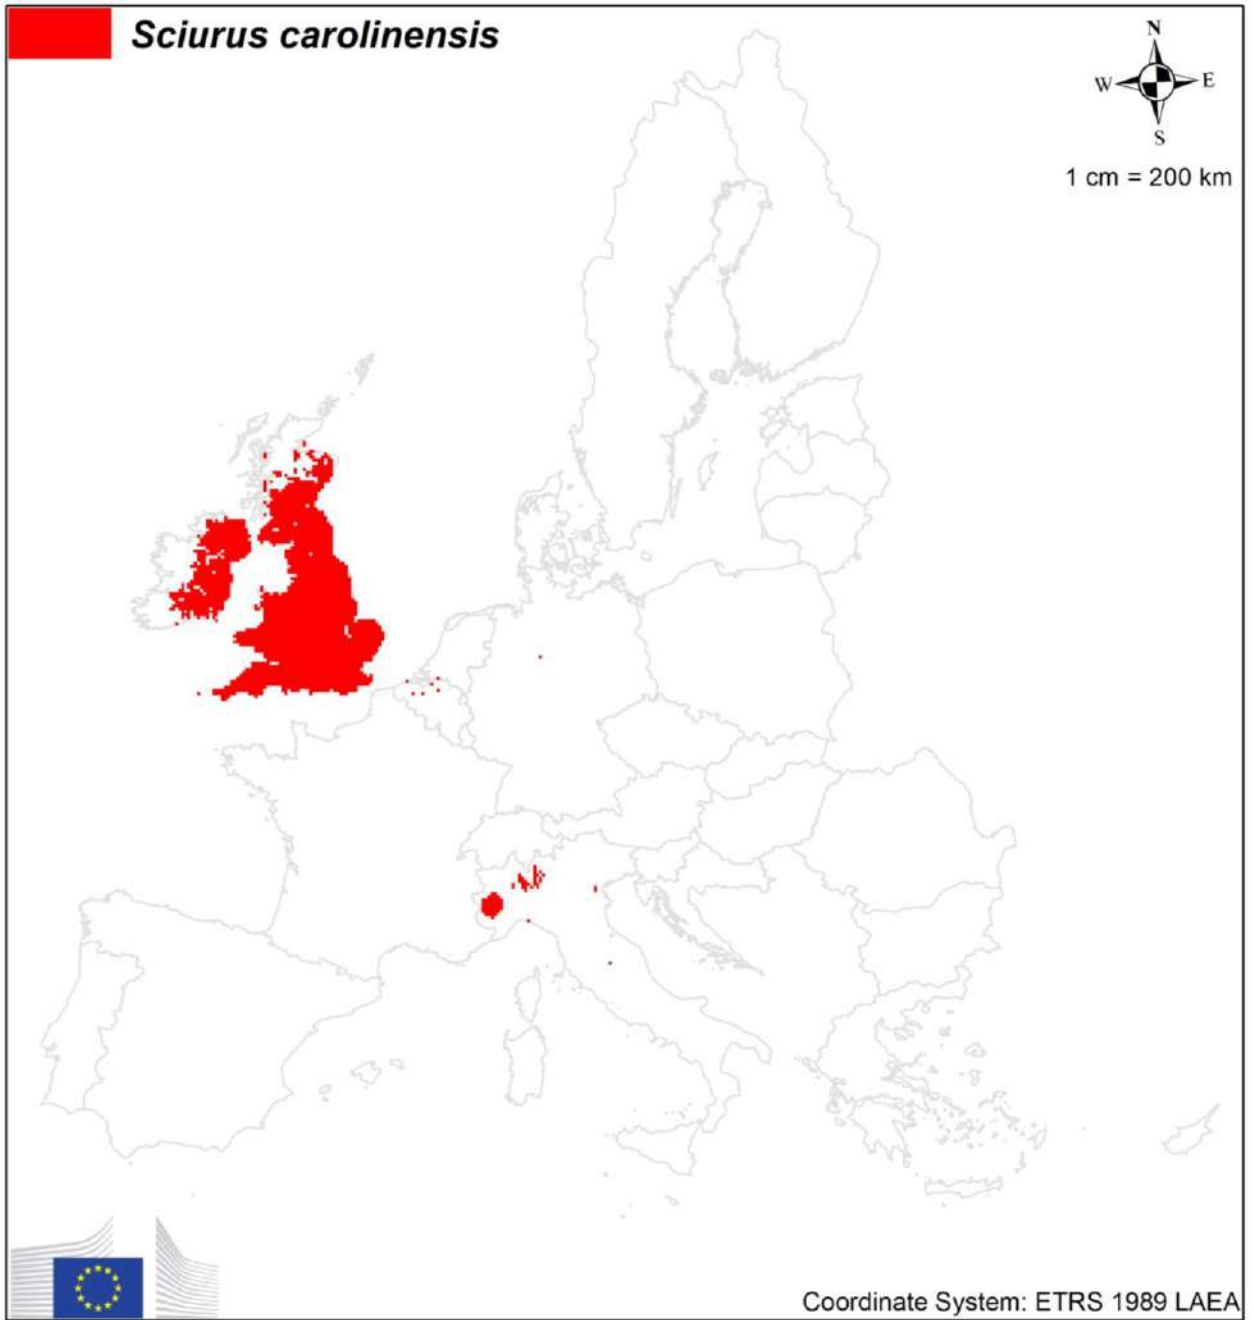 Sciurus carolinensis
N
W E
S
1 cm = 200 km
Coordinate System: ETRS 1989 LAEA